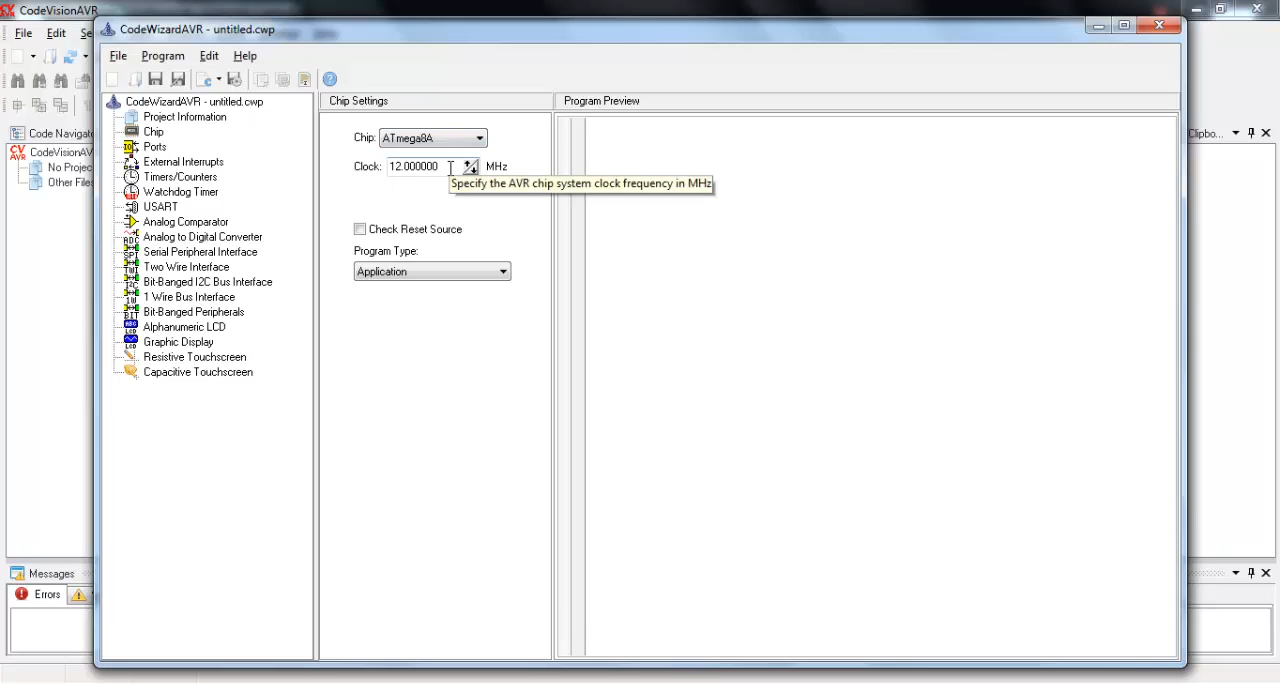 CodeVisionAVR
File Edit Se
CodeWizardAVR - untitled.cwp
File Program Edit Help
CodeWizardAVR - untitled.cwp
Project Information
Chip
Ports
External Interrupts
Timers/Counters
Watchdog Timer
USART
Analog Comparator
Analog to Digital Converter
Serial Peripheral Interface
Two Wire Interface
Bit-Banged I2C Bus Interface
1 Wire Bus Interface
Bit-Banged Peripherals
Alphanumeric LCD
Graphic Display
Resistive Touchscreen
Capacitive Touchscreen
Chip Settings
Chip: ATmega8A
Clock: 12.000000 MHz
Specify the AVR chip system clock frequency in MHz
Check Reset Source
Program Type:
Application
Program Preview
Code Navigat
CodeVisionAV
No Projec
Other Files
Clipbo...
Messages
Errors